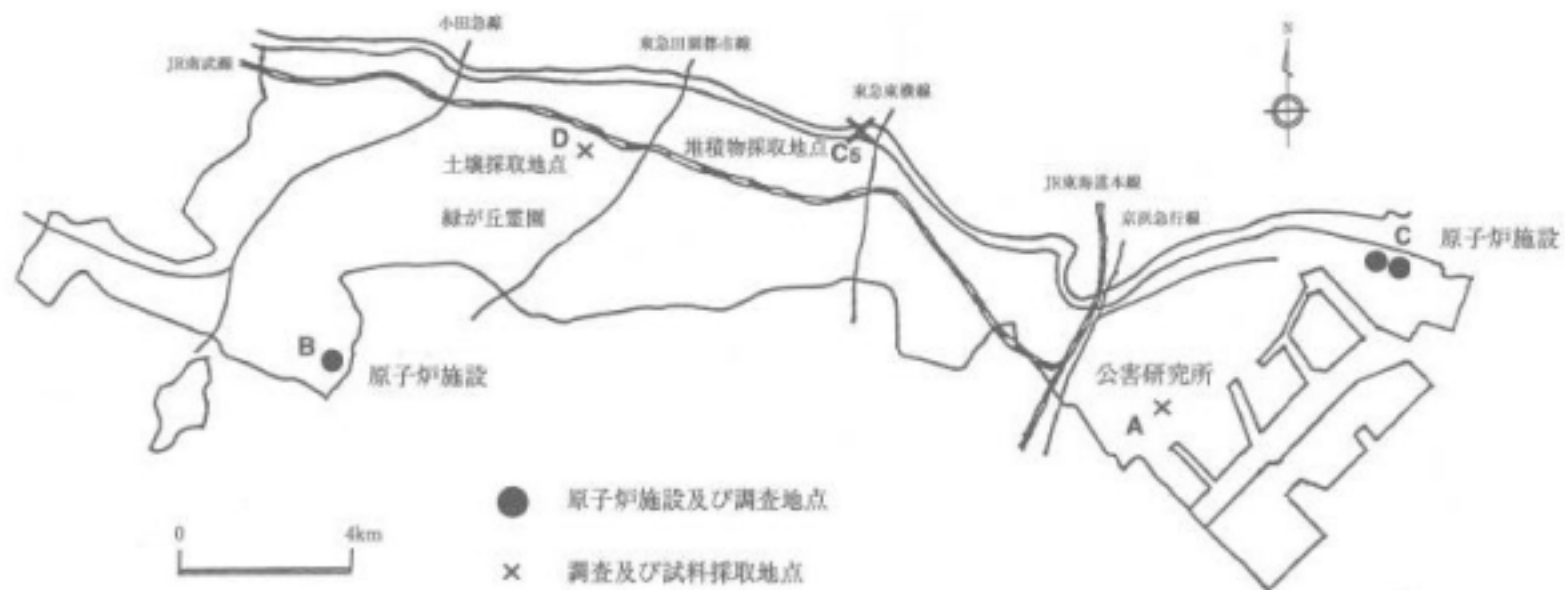 小田急線
東急田園都市線
N
JR南武線
東急東横線
D
土壌採取地点
堆積物採取地点
C5
緑が丘霊園
JR東海道本線
京浜急行線
C
原子炉施設
B
原子炉施設
公害研究所
A
0 4km
原子炉施設及び調査地点
調査及び試料採取地点